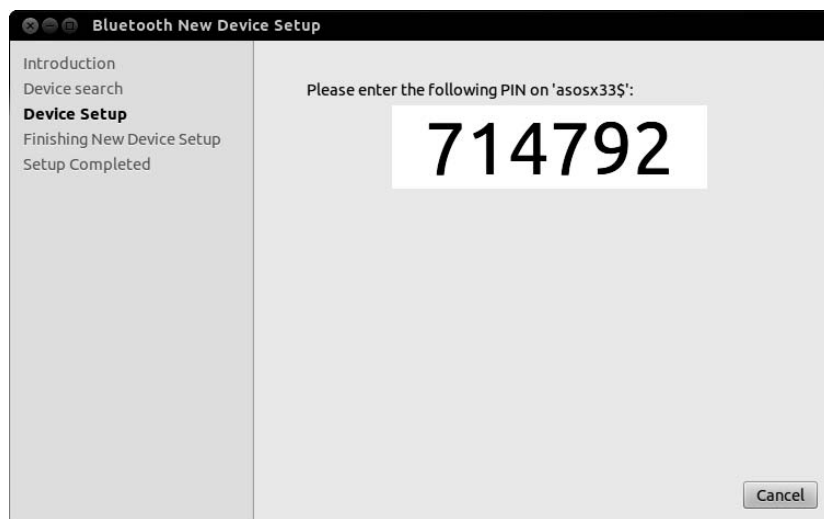 Bluetooth New Device Setup
Introduction
Device search
Device Setup
Finishing New Device Setup
Setup Completed
Please enter the following PIN on 'asosx33$':
714792
Cancel